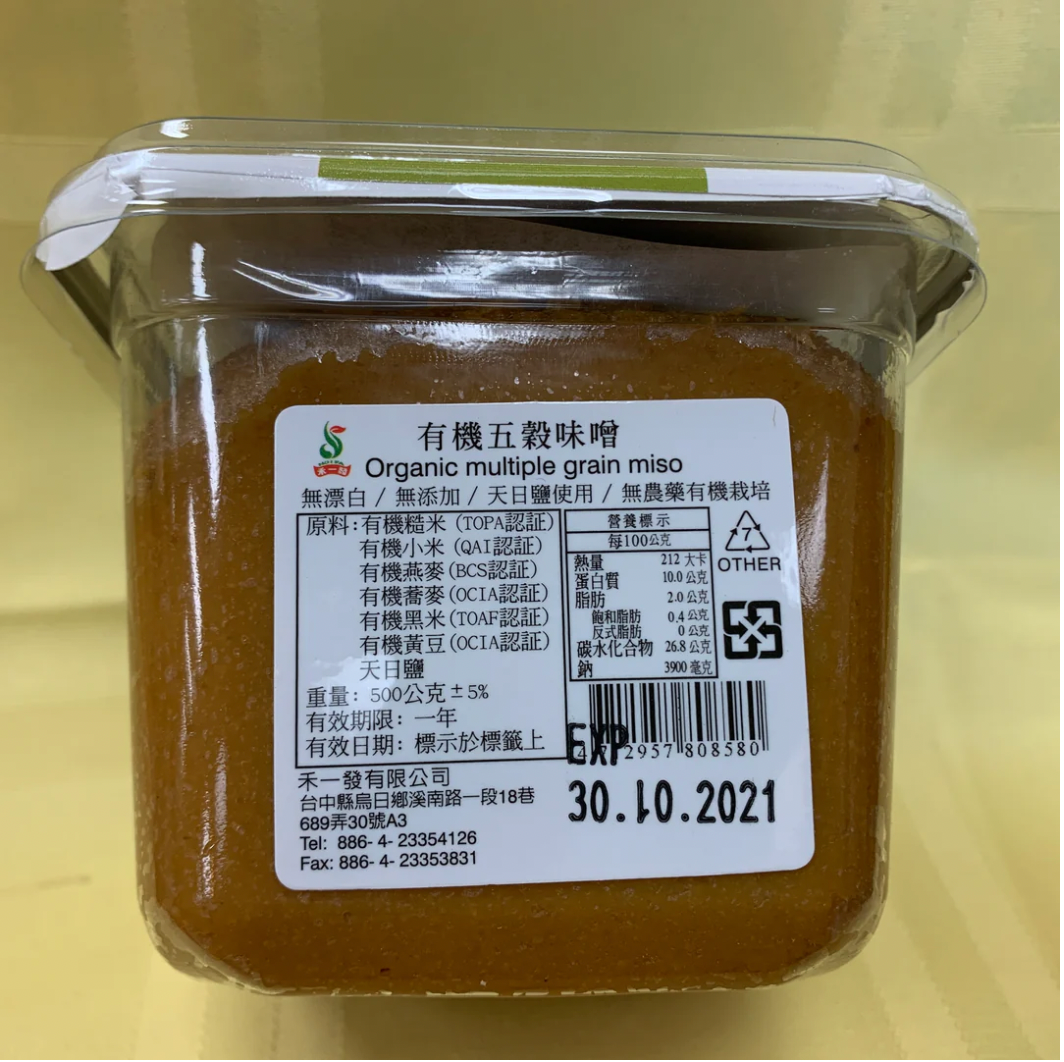 禾一發
有機五穀味噌
Organic multiple grain miso
無漂白 / 無添加 / 天日鹽使用 / 無農藥有機栽培
原料:有機糙米(TOPA認証)
有機小米(QAI認証)
有機燕麥(BCS認証)
有機蕎麥(OCIA認証)
有機黑米(TOAF認証)
有機黃豆(OCIA認証)
天日鹽
重量: 500公克±5%
有效期限: 一年
有效日期: 標示於標籤上
營養標示
每100公克
熱量 212 大卡
蛋白質 10.0 公克
脂肪 2.0 公克
飽和脂肪 0.4 公克
反式脂肪 0 公克
碳水化合物 26.8 公克
鈉 3900 毫克
7
OTHER
EXP
2957 808580
30.10.2021
禾一發有限公司
台中縣烏日鄉溪南路一段18巷
689弄30號A3
Tel: 886-4-23354126
Fax: 886-4-23353831